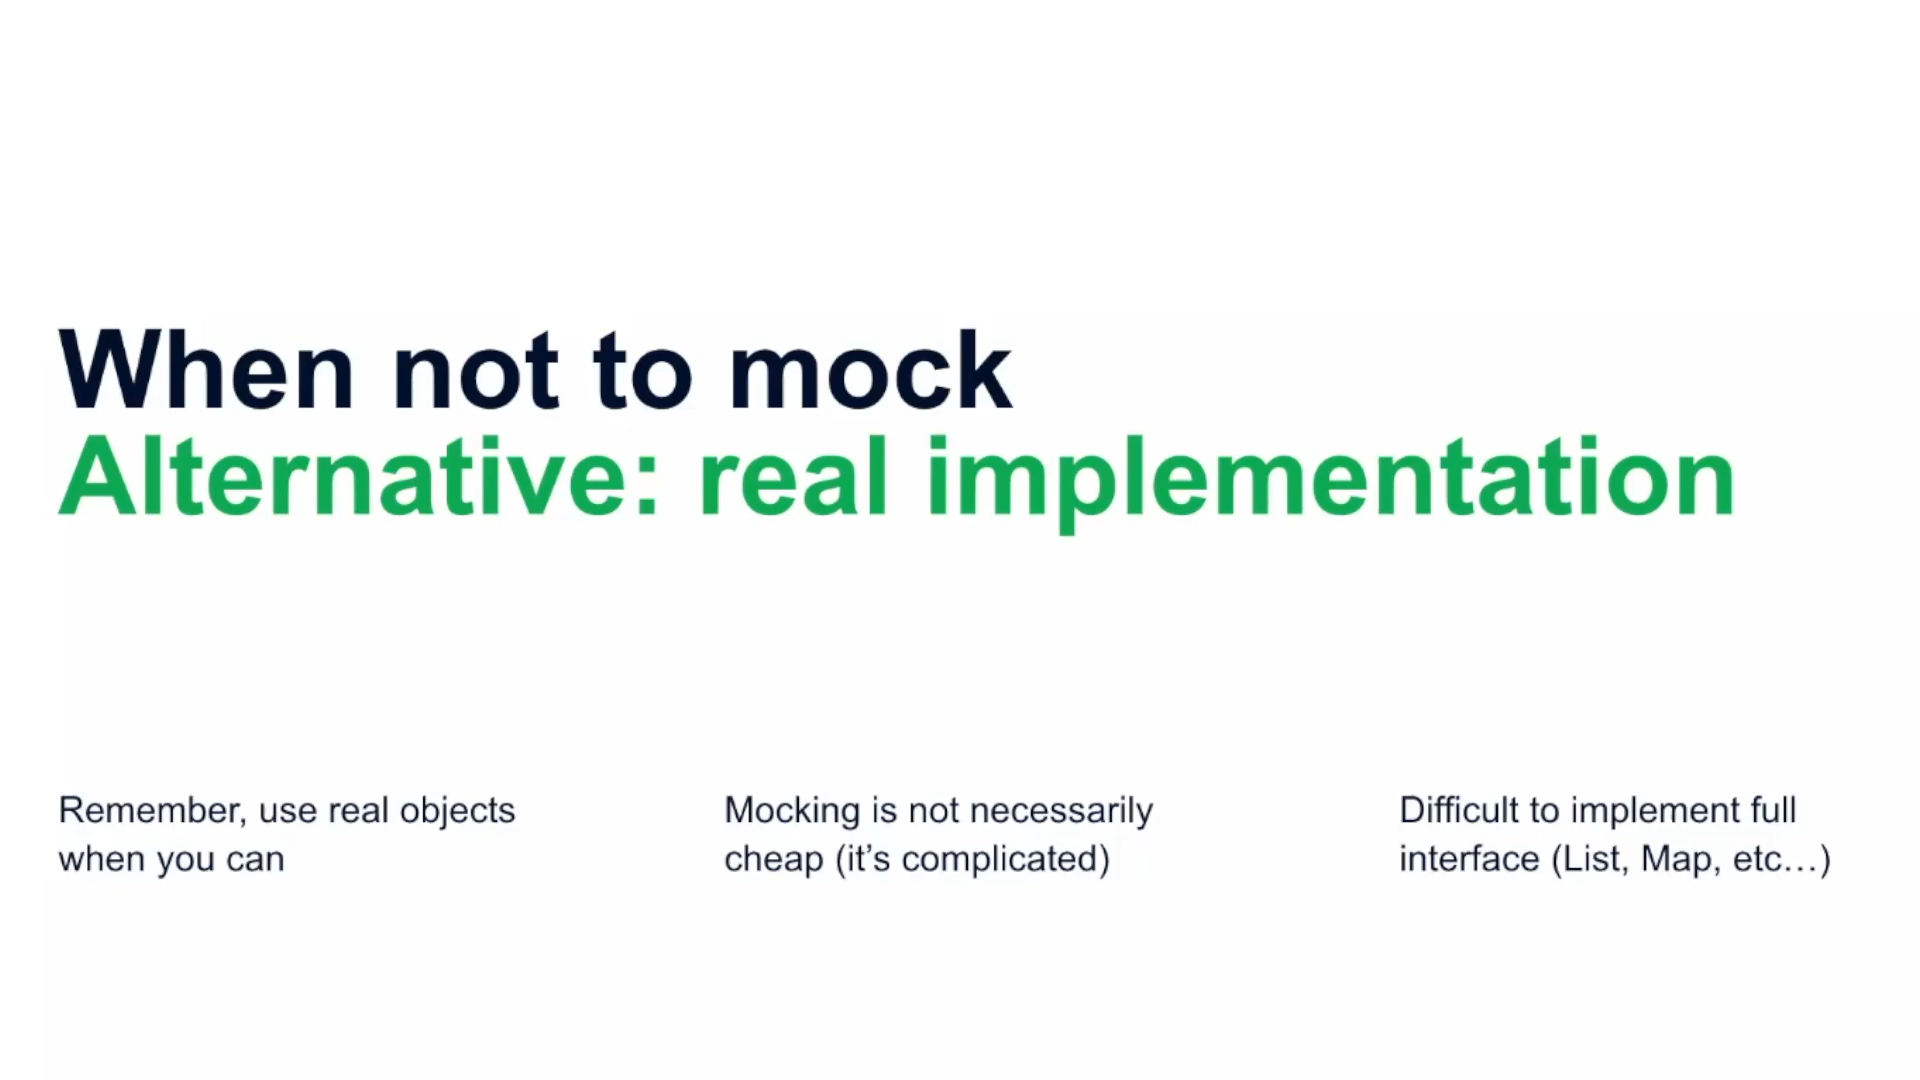 When not to mock
Alternative: real implementation
Remember, use real objects
when you can
Mocking is not necessarily
cheap (it’s complicated)
Difficult to implement full
interface (List, Map, etc…)